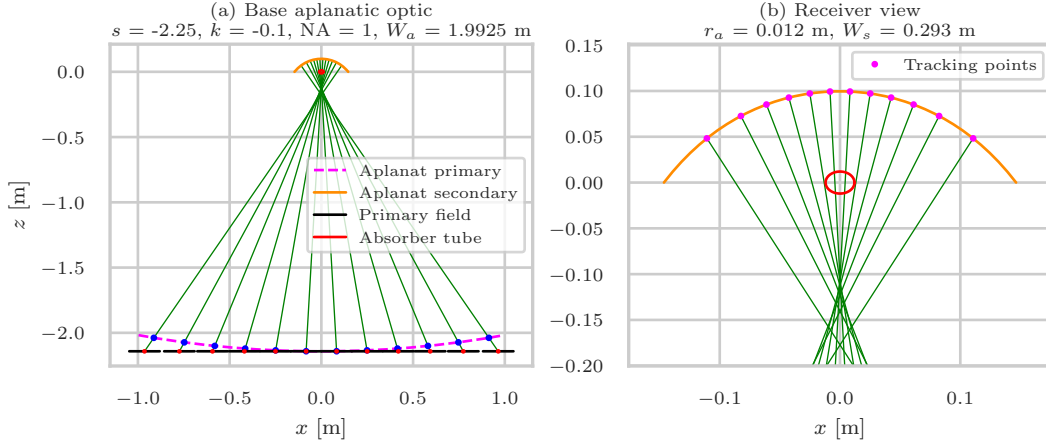 (a) Base aplanatic optic
s = -2.25, k = -0.1, NA = 1, Wₐ = 1.9925 m
0.0
−0.5
−1.0
−1.5
−2.0
z [m]
Aplanat primary
Aplanat secondary
Primary field
Absorber tube
−1.0
−0.5
0.0
0.5
1.0
x [m]
(b) Receiver view
rₐ = 0.012 m, Wₛ = 0.293 m
Tracking points
0.15
0.10
0.05
0.00
−0.05
−0.10
−0.15
−0.20
−0.1
0.0
0.1
x [m]